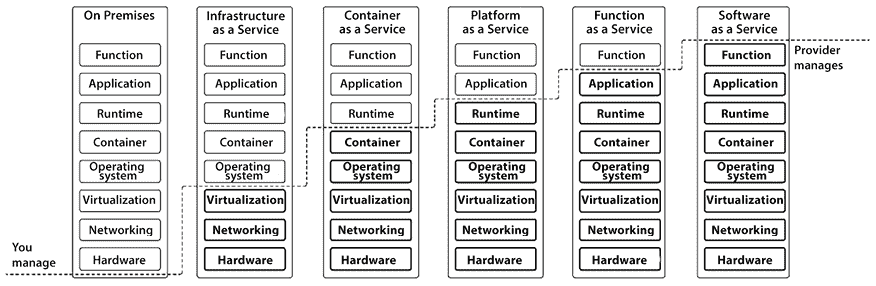 On Premises
Function
Application
Runtime
Container
Operating
system
Virtualization
Networking
Hardware
Infrastructure
as a Service
Function
Application
Runtime
Container
Operating
system
Virtualization
Networking
Hardware
Container
as a Service
Function
Application
Runtime
Container
Operating
system
Virtualization
Networking
Hardware
Platform
as a Service
Function
Application
Runtime
Container
Operating
system
Virtualization
Networking
Hardware
Function
as a Service
Function
Application
Runtime
Container
Operating
system
Virtualization
Networking
Hardware
Software
as a Service
Function
Application
Runtime
Container
Operating
system
Virtualization
Networking
Hardware
Provider
manages
You
manage